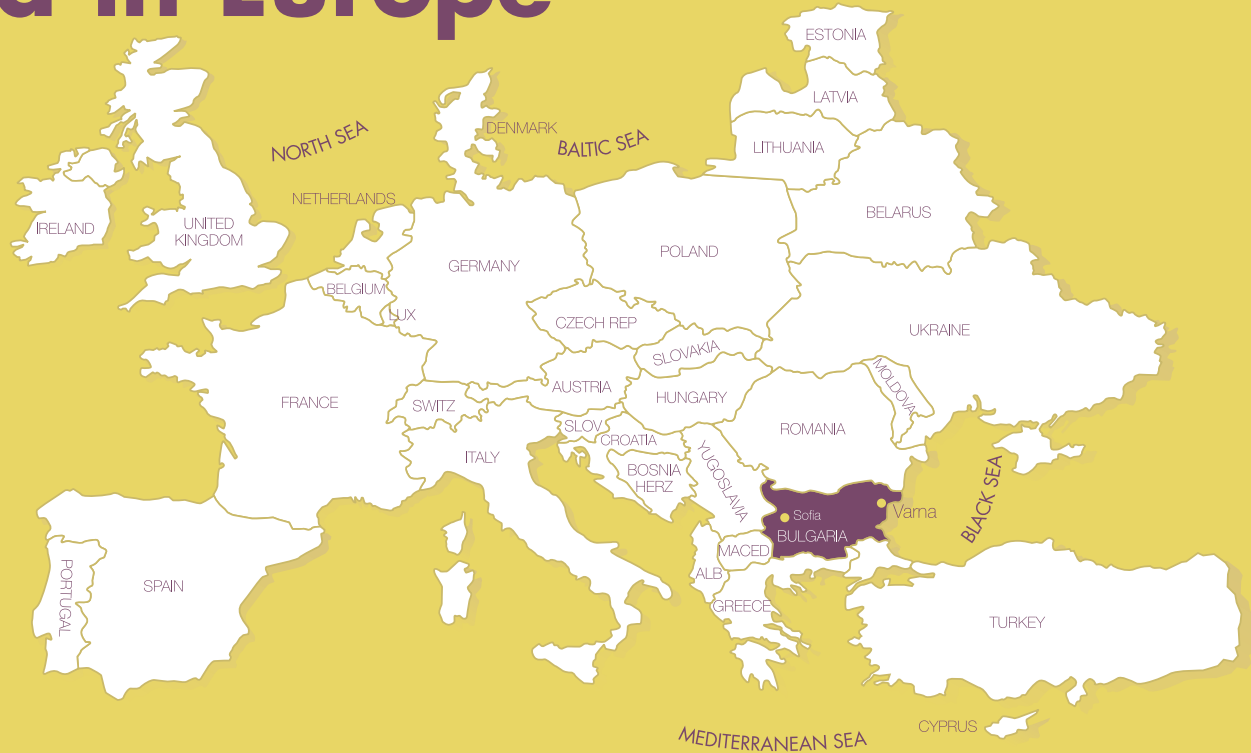 in Europe
ESTONIA
LATVIA
LITHUANIA
NORTH SEA
DENMARK
BALTIC SEA
NETHERLANDS
BELARUS
IRELAND
UNITED
KINGDOM
GERMANY
POLAND
BELGIUM
LUX
CZECH REP
UKRAINE
SLOVAKIA
MOLDOVA
FRANCE
SWITZ
AUSTRIA
HUNGARY
SLOV
CROATIA
ROMANIA
ITALY
BOSNIA
HERZ
YUGOSLAVIA
BLACK SEA
Sofia
Varna
BULGARIA
MACED
ALB
PORTUGAL
SPAIN
GREECE
TURKEY
CYPRUS
MEDITERRANEAN SEA